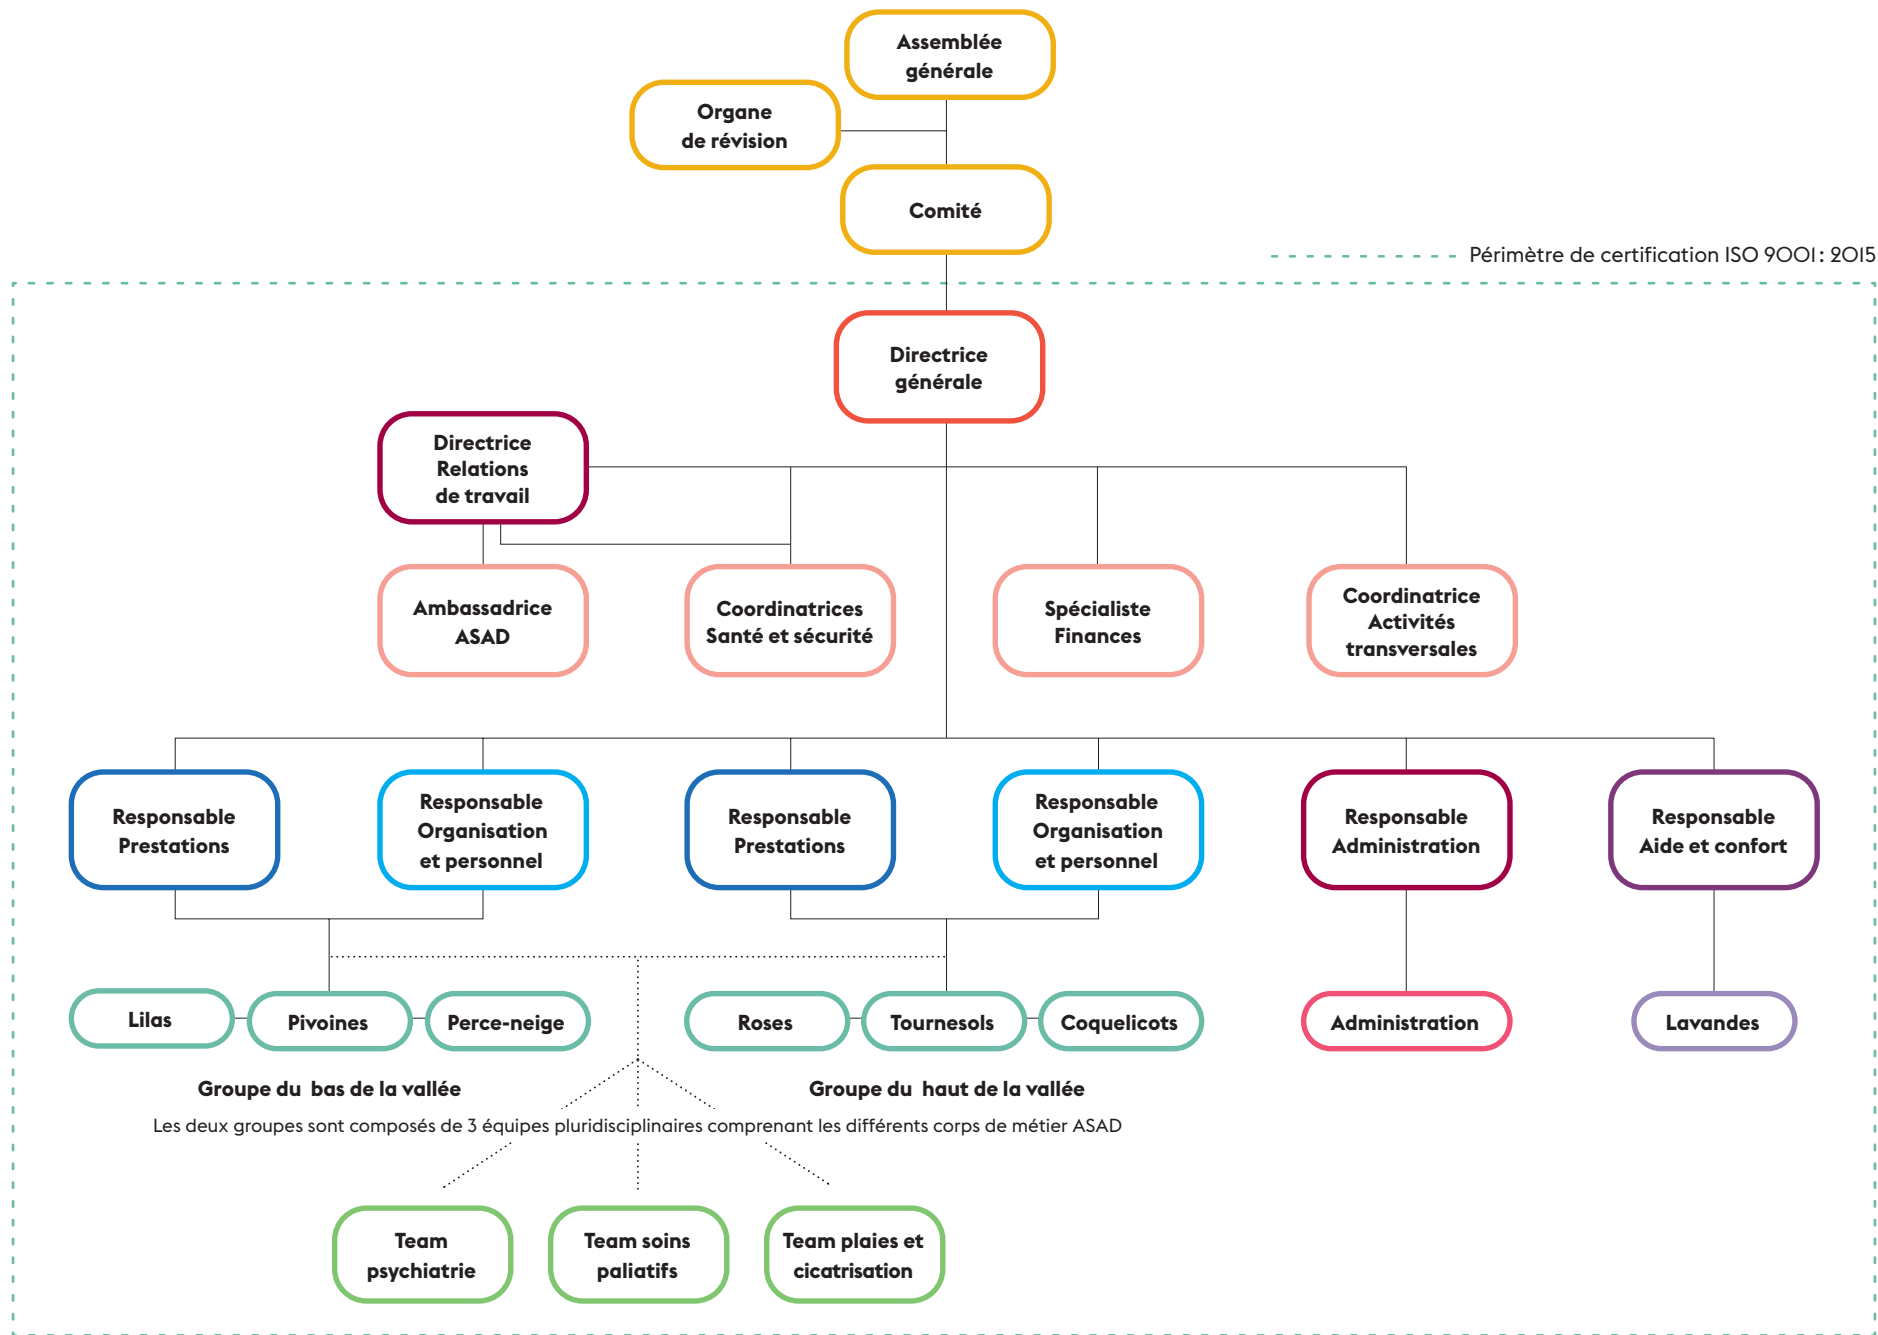 Assemblée
générale
Organe
de révision
Comité
Périmètre de certification ISO 9001: 2015
Directrice
générale
Directrice
Relations
de travail
Ambassadrice
ASAD
Coordinatrices
Santé et sécurité
Spécialiste
Finances
Coordinatrice
Activités
transversales
Responsable
Prestations
Responsable
Organisation
et personnel
Responsable
Prestations
Responsable
Organisation
et personnel
Responsable
Administration
Responsable
Aide et confort
Lilas
Pivoines
Perce-neige
Roses
Tournesols
Coquelicots
Administration
Lavandes
Groupe du bas de la vallée
Groupe du haut de la vallée
Les deux groupes sont composés de 3 équipes pluridisciplinaires comprenant les différents corps de métier ASAD
Team
psychiatrie
Team soins
paliatifs
Team plaies et
cicatrisation